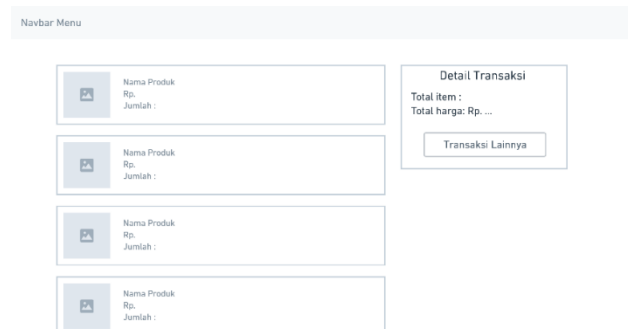 Navbar Menu
Nama Produk
Rp.
Jumlah :
Nama Produk
Rp.
Jumlah :
Nama Produk
Rp.
Jumlah :
Nama Produk
Rp.
Jumlah :
Detail Transaksi
Total item :
Total harga: Rp. ...
Transaksi Lainnya